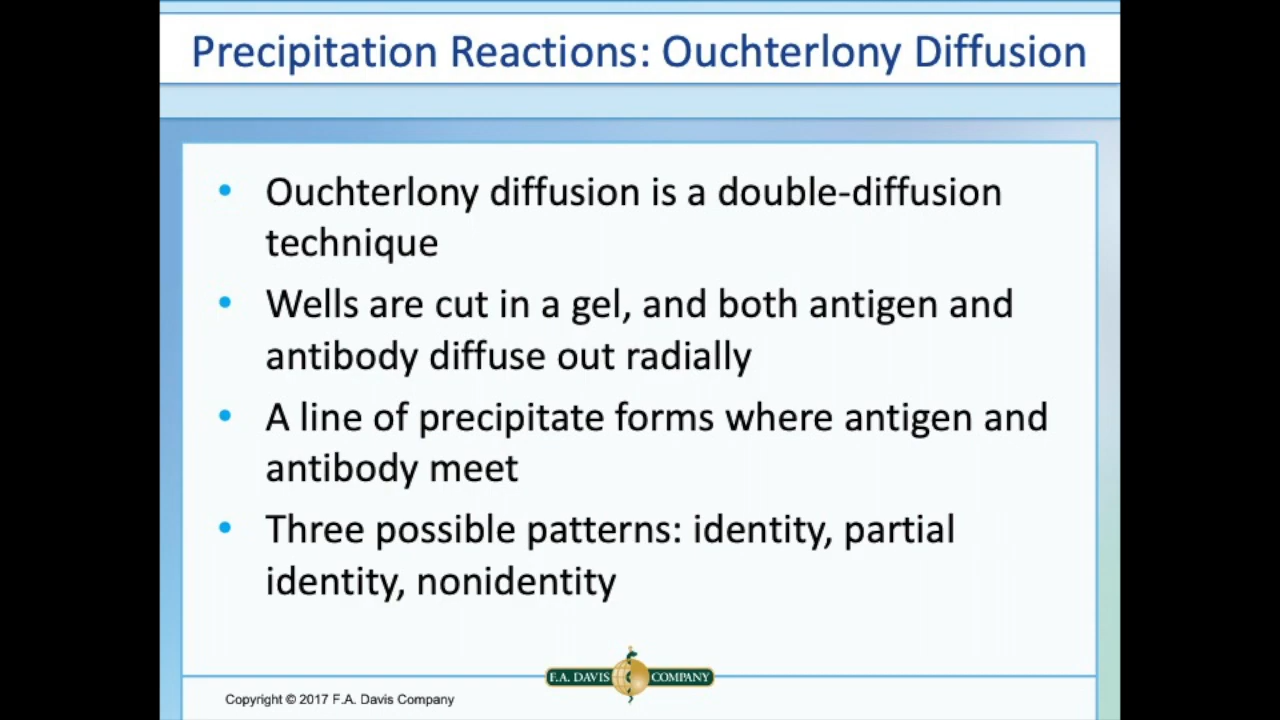 Precipitation Reactions: Ouchterlony Diffusion
• Ouchterlony diffusion is a double-diffusion
technique
• Wells are cut in a gel, and both antigen and
antibody diffuse out radially
• A line of precipitate forms where antigen and
antibody meet
• Three possible patterns: identity, partial
identity, nonidentity
F.A. DAVIS COMPANY
Copyright © 2017 F.A. Davis Company